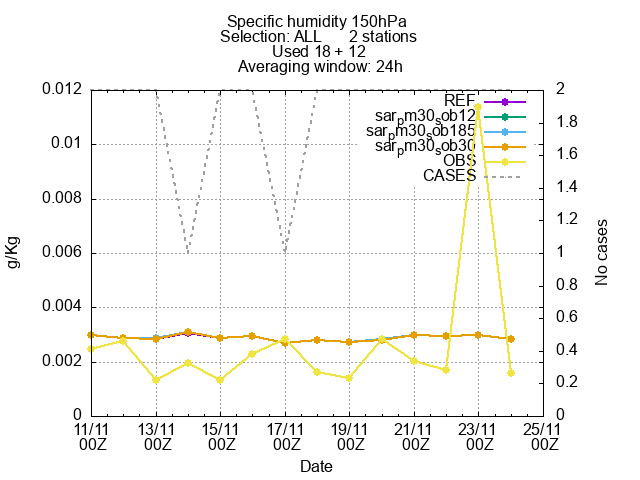 Specific humidity 150hPa
Selection: ALL 2 stations
Used 18 + 12
Averaging window: 24h
0.012
0.01
0.008
0.006
0.004
0.002
0
g/Kg
REF
sarpm30sob12
sarpm30sob185
sarpm30sob30
OBS
CASES
2
1.8
1.6
1.4
1.2
1
0.8
0.6
0.4
0.2
0
No cases
11/11 13/11 15/11 17/11 19/11 21/11 23/11 25/11
00Z 00Z 00Z 00Z 00Z 00Z 00Z 00Z
Date